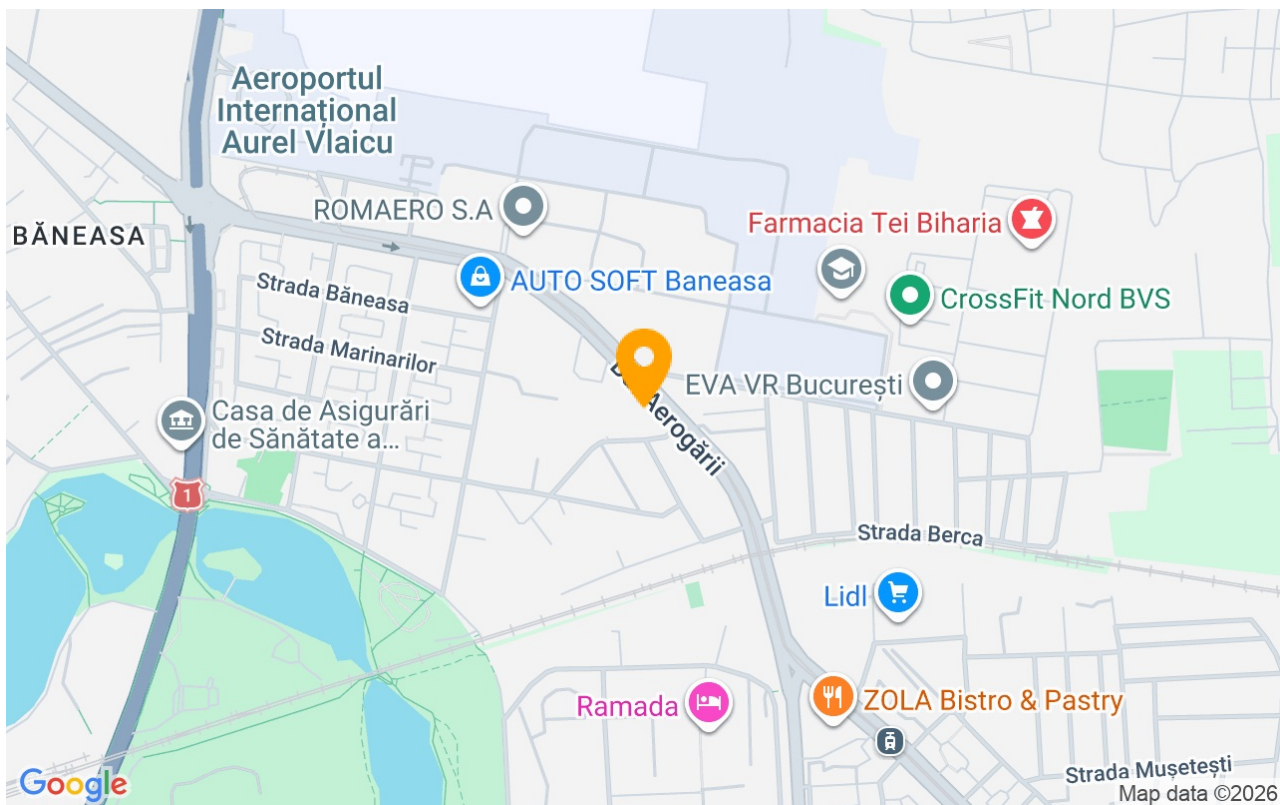 Aeroportul
Internațional
Aurel Vlaicu
ROMAERO S.A
Farmacia Tei Biharia
BĂNEASA
AUTO SOFT Baneasa
Strada Băneasa
CrossFit Nord BVS
Strada Marinarilor
EVA VR București
Aerogării
Casa de Asigurări
de Sănătate a...
1
Strada Berca
Lidl
Ramada
ZOLA Bistro & Pastry
Strada Mușetești
Google
Map data ©2026